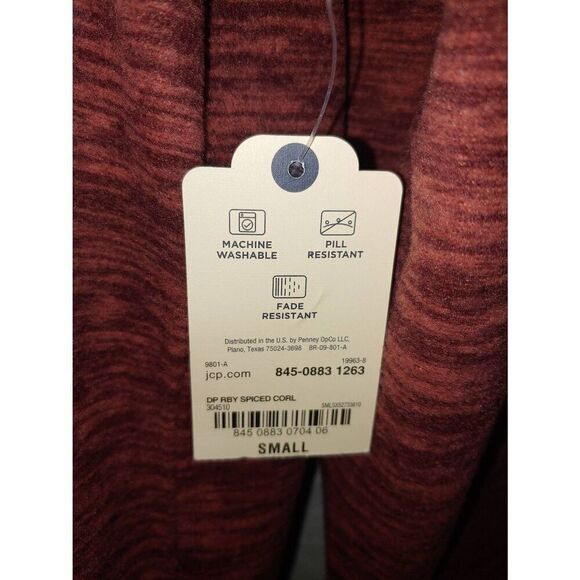 MACHINE
WASHABLE
PILL
RESISTANT
FADE
RESISTANT
Distributed in the U.S. by Penney OpCo LLC,
Plano, Texas 75024-3698 BR-09-801-A
9801-A 19963-8
jcp.com 845-0883 1263
DP RBY SPICED CORL
304510
845 0883 0704 06
SMALL